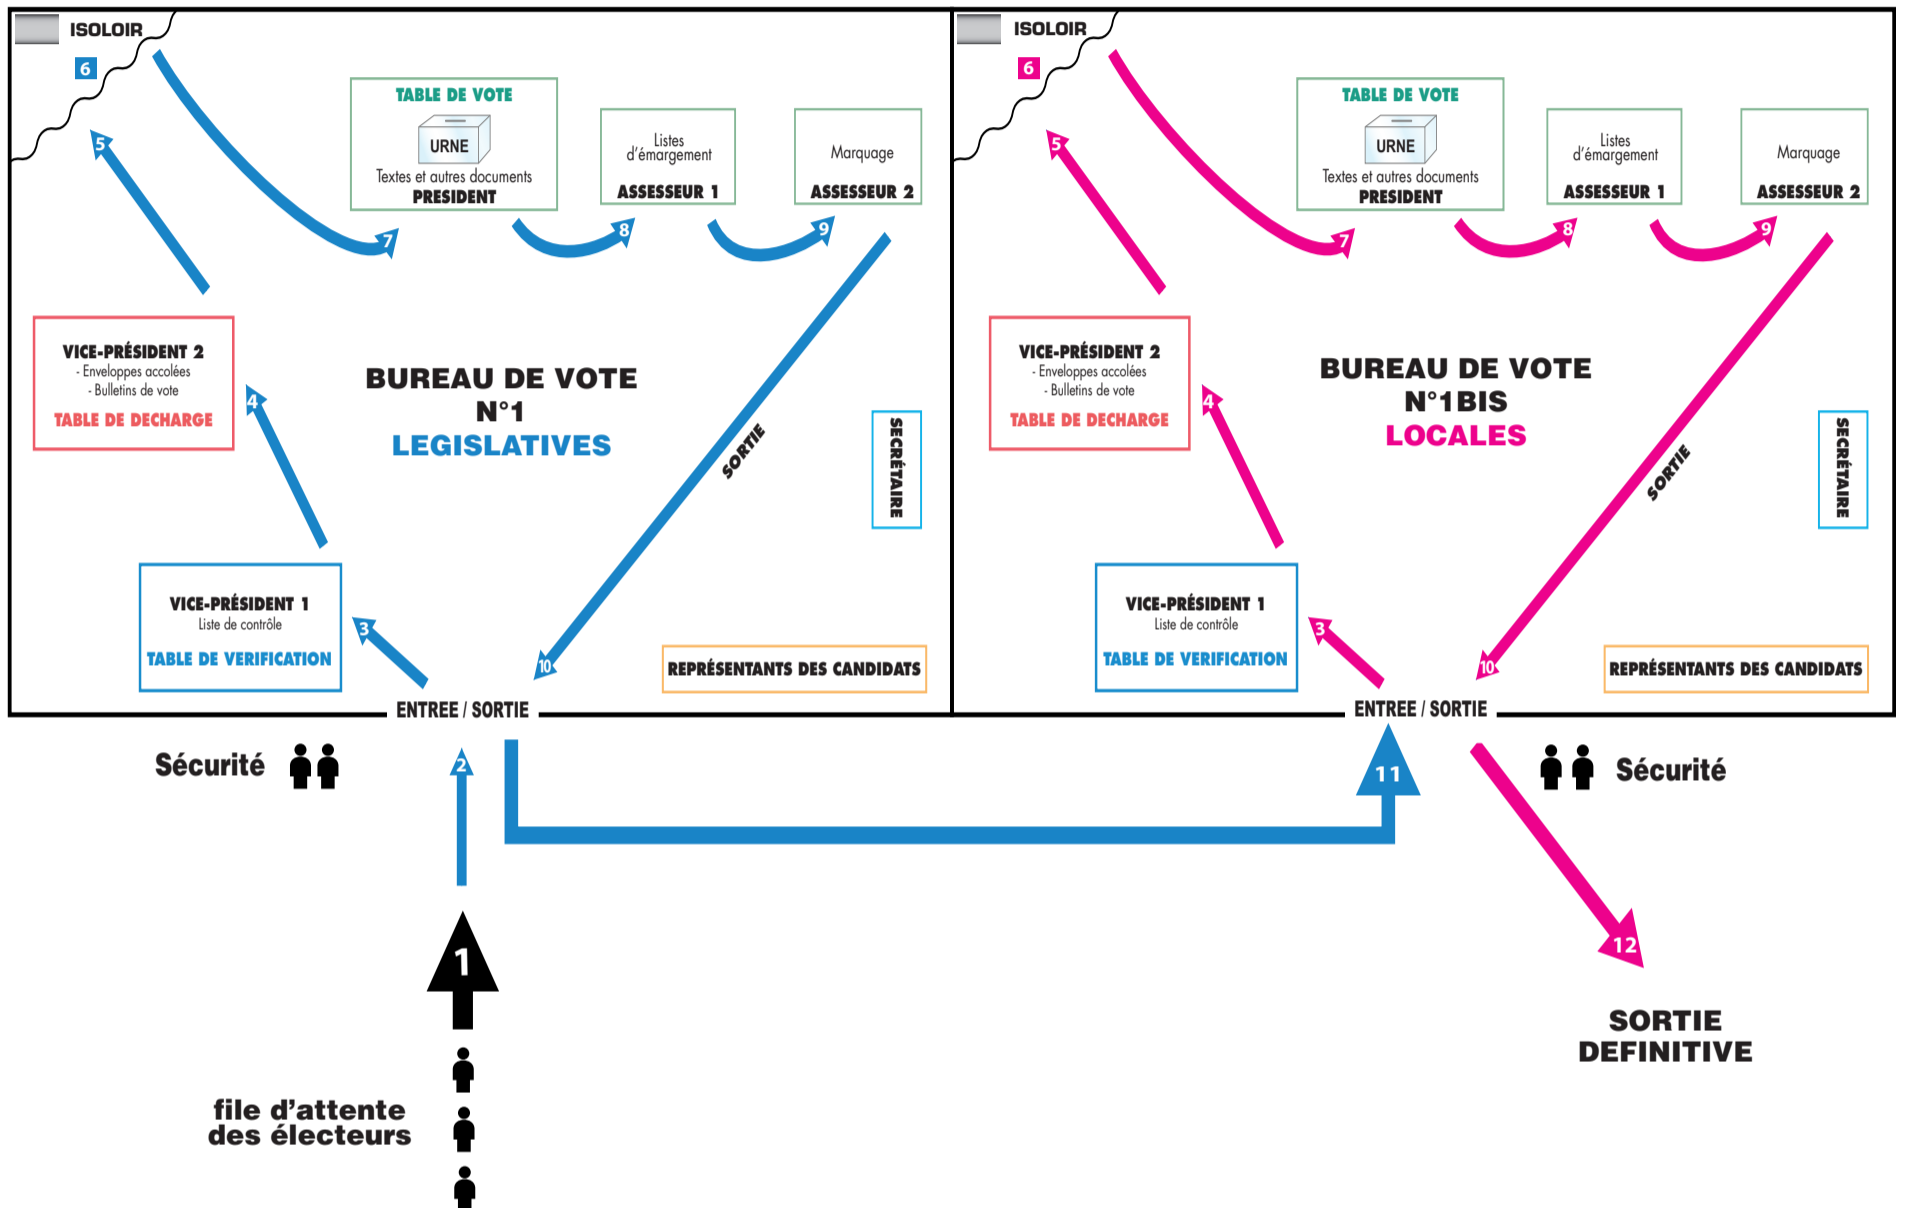 ISOLOIR
6
5
TABLE DE VOTE
URNE
Textes et autres documents
PRESIDENT
Listes
d'émargement
ASSESSEUR 1
Marquage
ASSESSEUR 2
7
8
9
VICE-PRÉSIDENT 2
- Enveloppes accolées
- Bulletins de vote
TABLE DE DECHARGE
4
BUREAU DE VOTE
N°1
LEGISLATIVES
SORTIE
SECRÉTAIRE
VICE-PRÉSIDENT 1
Liste de contrôle
TABLE DE VERIFICATION
3
10
REPRÉSENTANTS DES CANDIDATS
ENTREE / SORTIE
ISOLOIR
6
5
TABLE DE VOTE
URNE
Textes et autres documents
PRESIDENT
Listes
d'émargement
ASSESSEUR 1
Marquage
ASSESSEUR 2
7
8
9
VICE-PRÉSIDENT 2
- Enveloppes accolées
- Bulletins de vote
TABLE DE DECHARGE
4
BUREAU DE VOTE
N°1BIS
LOCALES
SORTIE
SECRÉTAIRE
VICE-PRÉSIDENT 1
Liste de contrôle
TABLE DE VERIFICATION
3
10
REPRÉSENTANTS DES CANDIDATS
ENTREE / SORTIE
Sécurité
2
11
Sécurité
1
12
SORTIE
DEFINITIVE
file d'attente
des électeurs